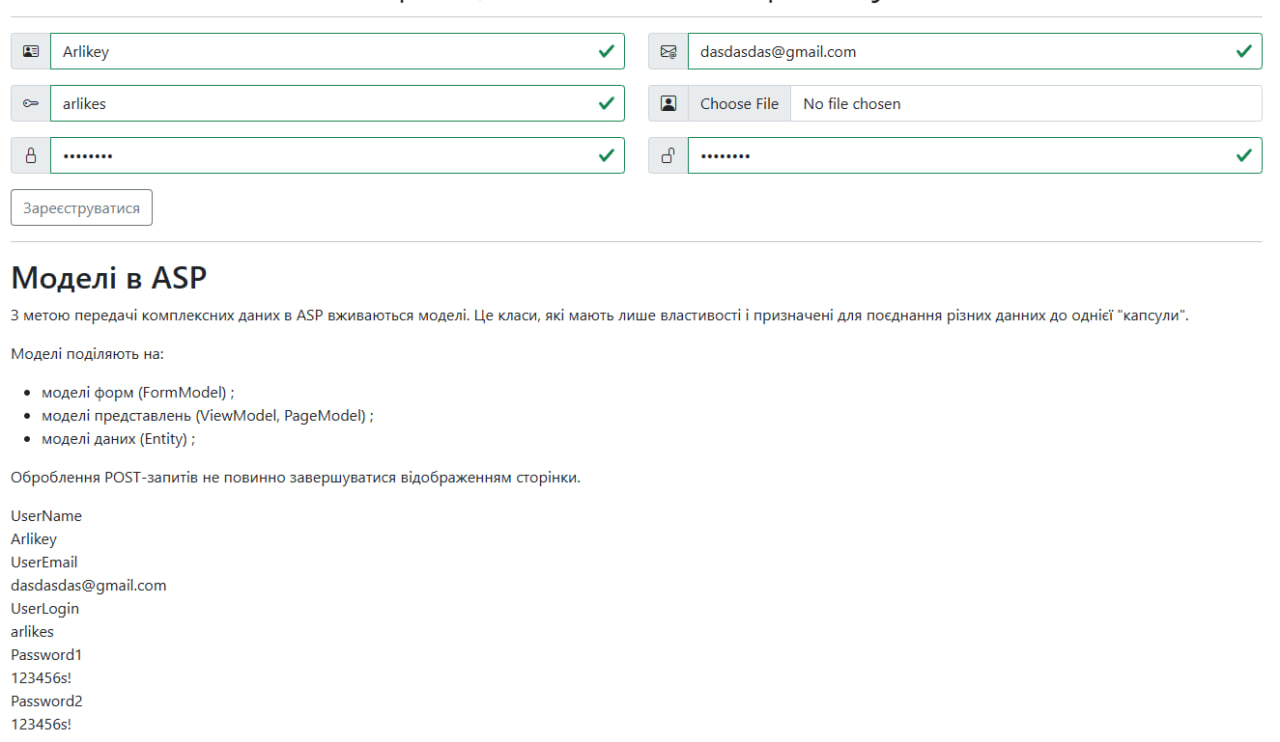 Arlikey
dasdasdas@gmail.com
arlikes
Choose File No file chosen
••••••••
••••••••
Зареєструватися
Моделі в ASP
З метою передачі комплексних даних в ASP вживаються моделі. Це класи, які мають лише властивості і призначені для поєднання різних данних до однієї "капсули".
Моделі поділяють на:
• моделі форм (FormModel) ;
• моделі представлень (ViewModel, PageModel) ;
• моделі даних (Entity) ;
Оброблення POST-запитів не повинно завершуватися відображенням сторінки.
UserName
Arlikey
UserEmail
dasdasdas@gmail.com
UserLogin
arlikes
Password1
123456s!
Password2
123456s!